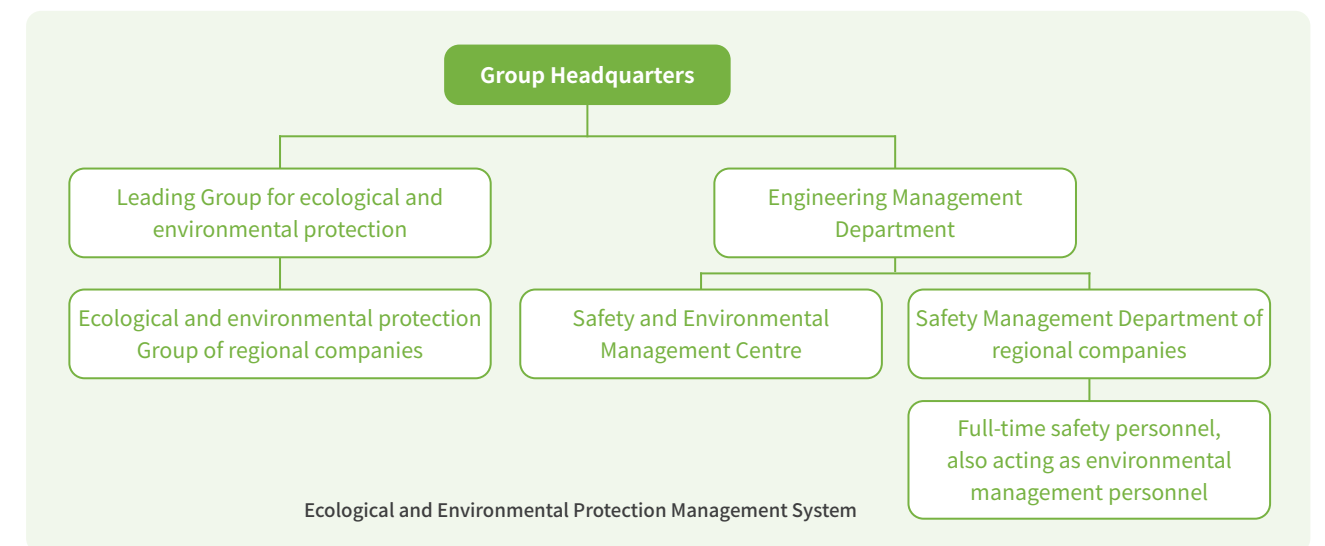 Group Headquarters
Leading Group for ecological and
environmental protection
Engineering Management
Department
Ecological and environmental protection
Group of regional companies
Safety and Environmental
Management Centre
Safety Management Department of
regional companies
Full-time safety personnel,
also acting as environmental
management personnel
Ecological and Environmental Protection Management System